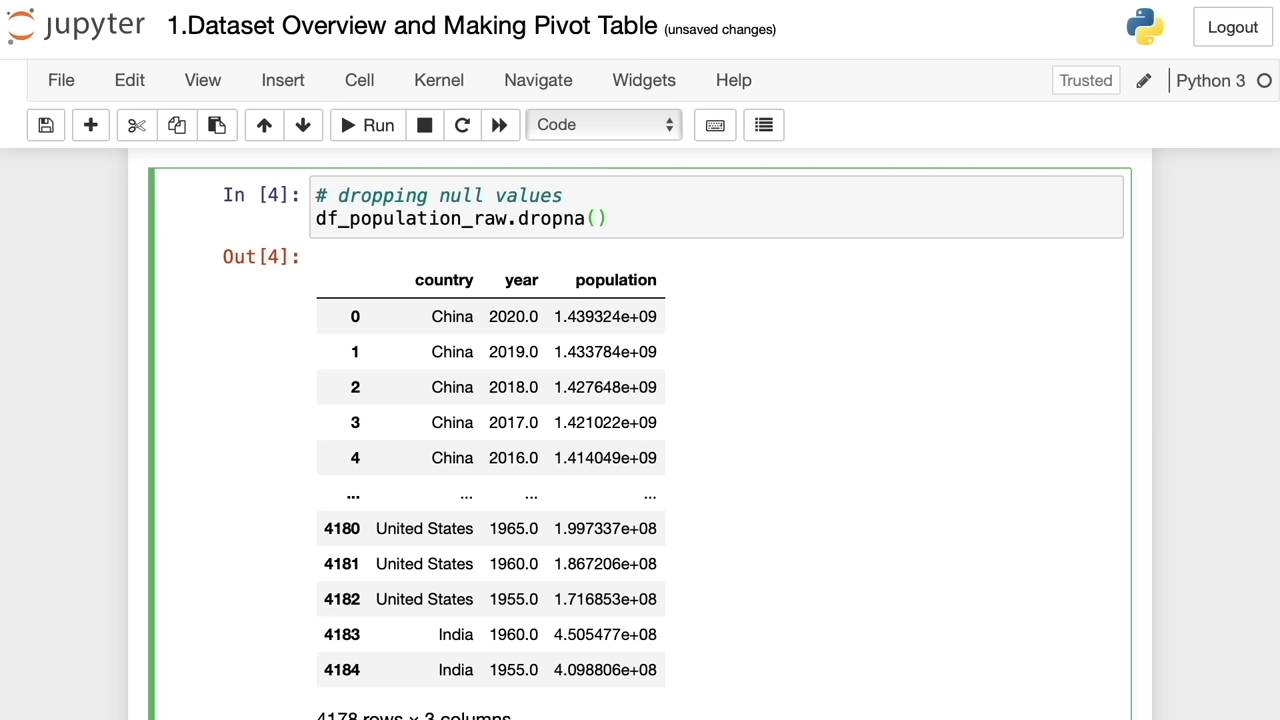 jupyter 1.Dataset Overview and Making Pivot Table (unsaved changes) Logout
File Edit View Insert Cell Kernel Navigate Widgets Help Trusted Python 3
Run Code
In [4]: # dropping null values
df_population_raw.dropna()
Out[4]:
country year population
0 China 2020.0 1.439324e+09
1 China 2019.0 1.433784e+09
2 China 2018.0 1.427648e+09
3 China 2017.0 1.421022e+09
4 China 2016.0 1.414049e+09
... ... ... ...
4180 United States 1965.0 1.997337e+08
4181 United States 1960.0 1.867206e+08
4182 United States 1955.0 1.716853e+08
4183 India 1960.0 4.505477e+08
4184 India 1955.0 4.098806e+08
4178 rows × 3 columns